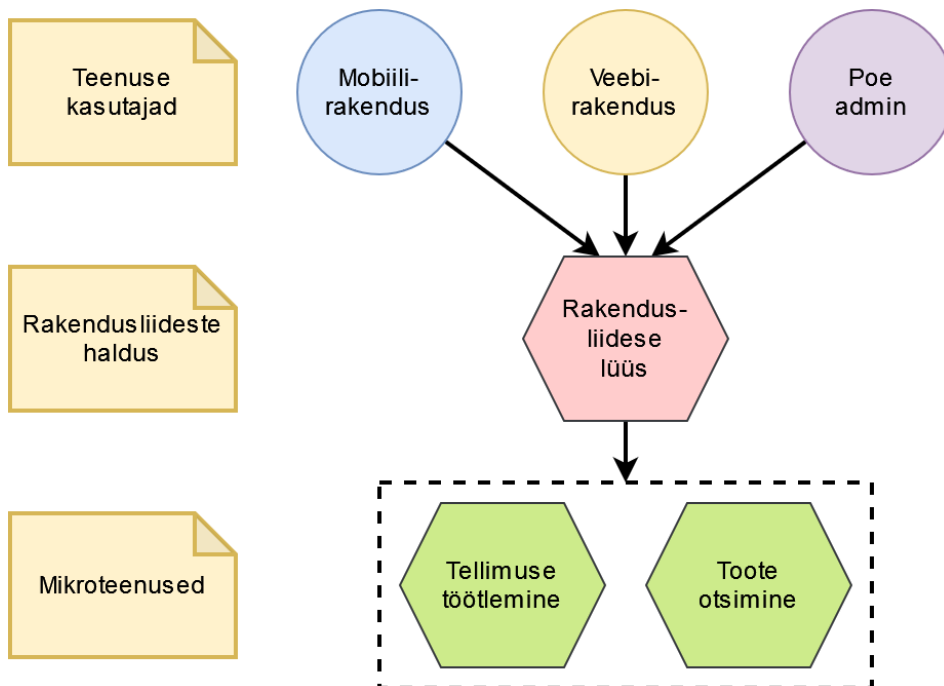 Teenuse
kasutajad
Mobiili-
rakendus
Veebi-
rakendus
Poe
admin
Rakendusliideste
haldus
Rakendus-
liidese
lüüs
Mikroteenused
Tellimuse
töötlemine
Toote
otsimine